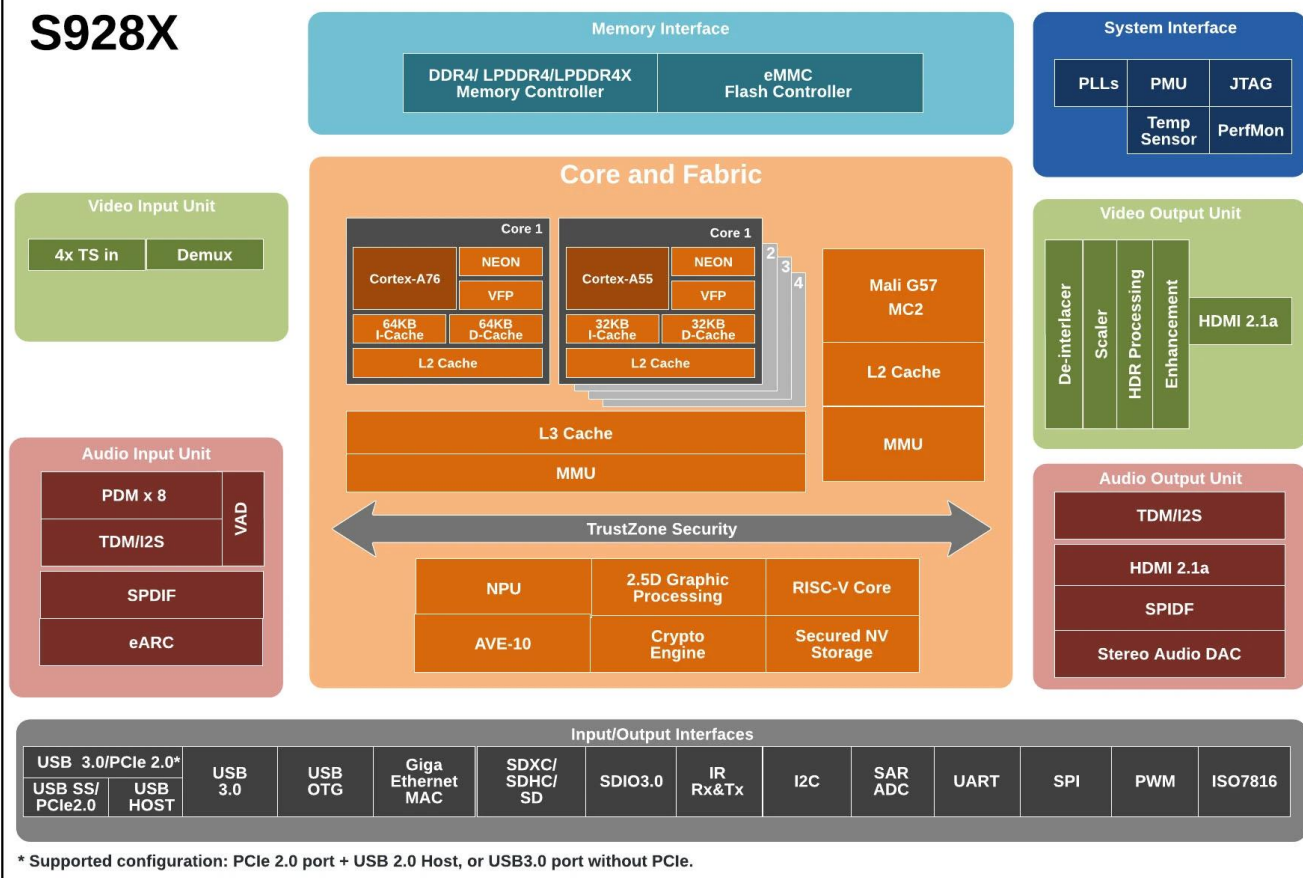 S928X
Memory Interface
DDR4/ LPDDR4/LPDDR4X
Memory Controller
eMMC
Flash Controller
System Interface
PLLs
PMU
JTAG
Temp
Sensor
PerfMon
Video Input Unit
4x TS in
Demux
Core and Fabric
Core 1
Cortex-A76
NEON
VFP
64KB
I-Cache
64KB
D-Cache
L2 Cache
Core 1
2
3
4
Cortex-A55
NEON
VFP
32KB
I-Cache
32KB
D-Cache
L2 Cache
Mali G57
MC2
L2 Cache
MMU
L3 Cache
MMU
TrustZone Security
NPU
2.5D Graphic
Processing
RISC-V Core
AVE-10
Crypto
Engine
Secured NV
Storage
Video Output Unit
De-interlacer
Scaler
HDR Processing
Enhancement
HDMI 2.1a
Audio Input Unit
PDM x 8
TDM/I2S
VAD
SPDIF
eARC
Audio Output Unit
TDM/I2S
HDMI 2.1a
SPIDF
Stereo Audio DAC
Input/Output Interfaces
USB 3.0/PCIe 2.0*
USB SS/
PCIe2.0
USB
HOST
USB
3.0
USB
OTG
Giga
Ethernet
MAC
SDXC/
SDHC/
SD
SDIO3.0
IR
Rx&Tx
I2C
SAR
ADC
UART
SPI
PWM
ISO7816
* Supported configuration: PCIe 2.0 port + USB 2.0 Host, or USB3.0 port without PCIe.